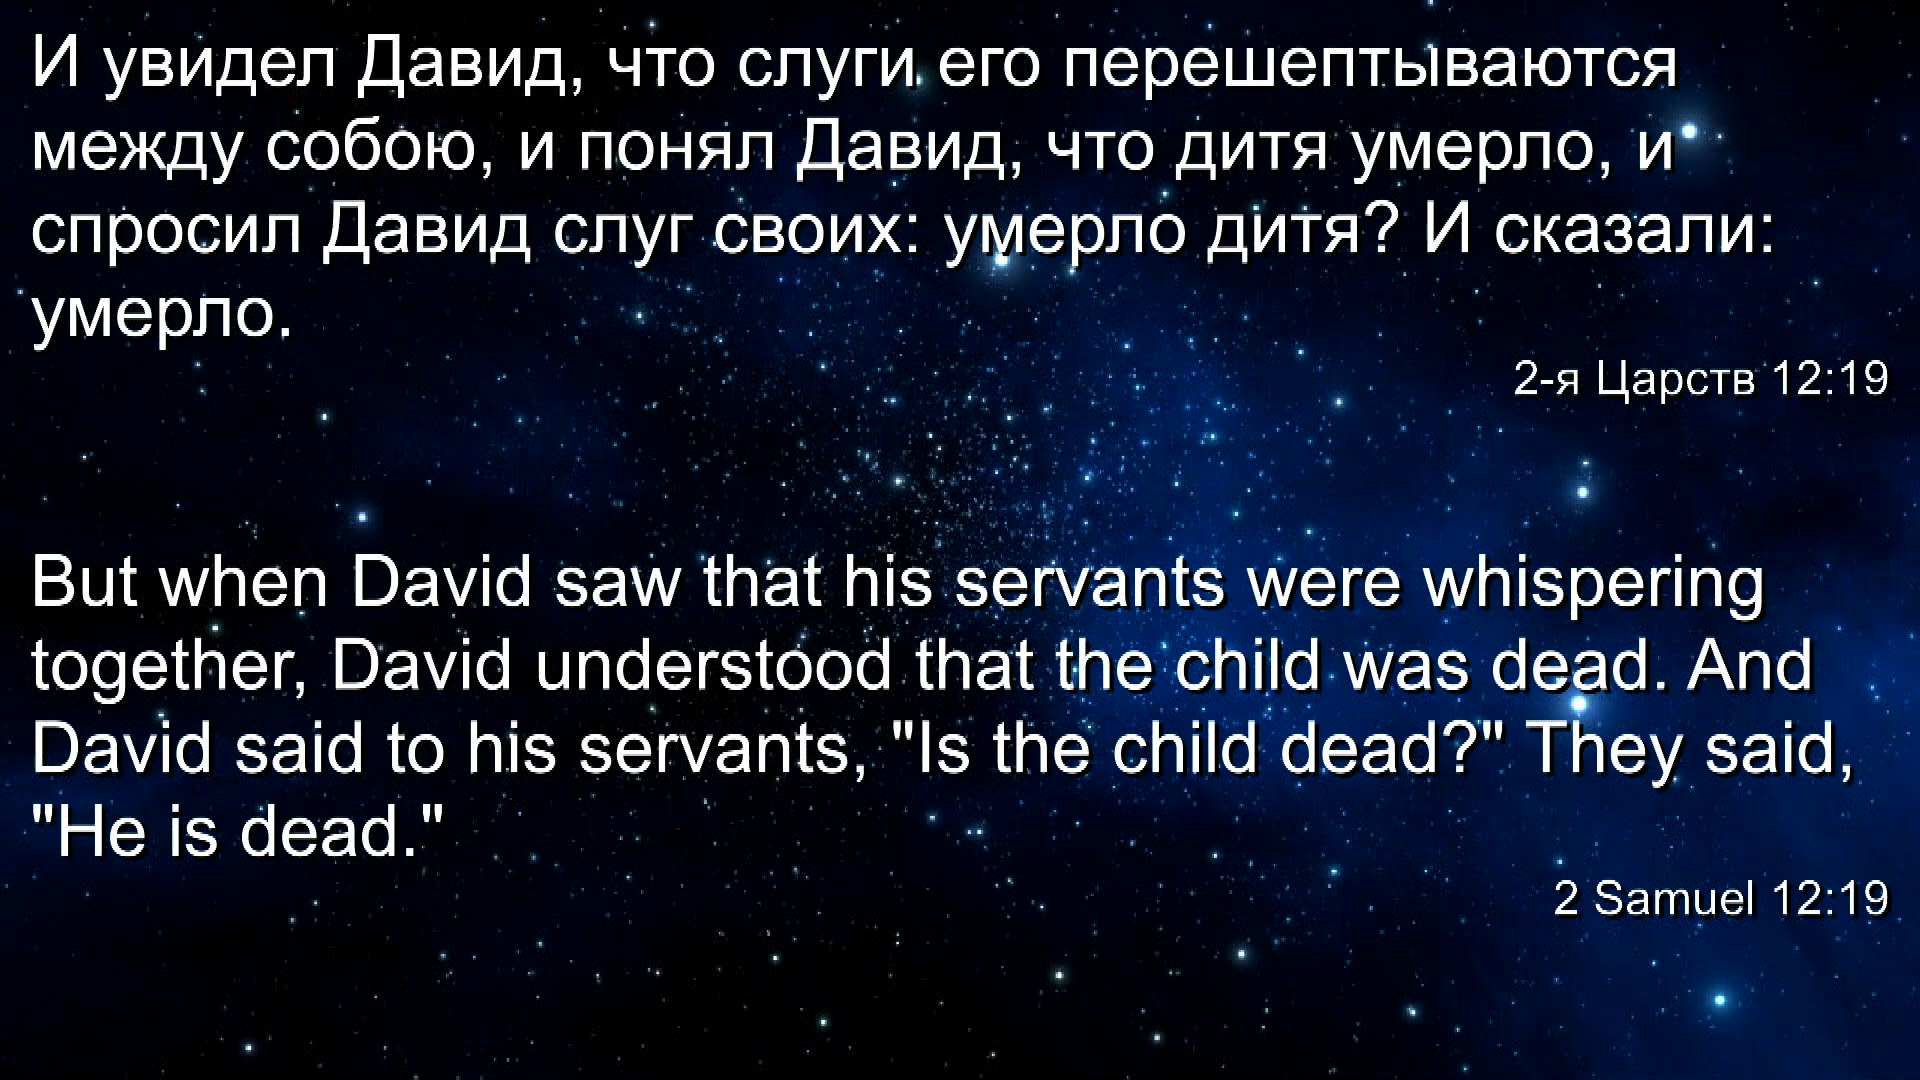 И увидел Давид, что слуги его перешептываются
между собою, и понял Давид, что дитя умерло, и
спросил Давид слуг своих: умерло дитя? И сказали:
умерло.
2-я Царств 12:19
But when David saw that his servants were whispering
together, David understood that the child was dead. And
David said to his servants, "Is the child dead?" They said,
"He is dead."
2 Samuel 12:19